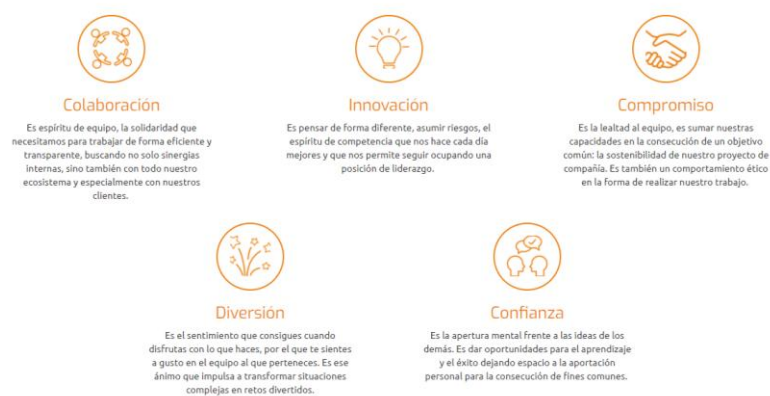 Colaboración
Es espíritu de equipo, la solidaridad que
necesitamos para trabajar de forma eficiente y
transparente, buscando no solo sinergias
internas, sino también con todo nuestro
ecosistema y especialmente con nuestros
clientes.
Innovación
Es pensar de forma diferente, asumir riesgos, el
espíritu de competencia que nos hace cada día
mejores y que nos permite seguir ocupando una
posición de liderazgo.
Compromiso
Es la lealtad al equipo, es sumar nuestras
capacidades en la consecución de un objetivo
común: la sostenibilidad de nuestro proyecto de
compañía. Es también un comportamiento ético
en la forma de realizar nuestro trabajo.
Diversión
Es el sentimiento que consigues cuando
disfrutas con lo que haces, por el que te sientes
a gusto en el equipo al que perteneces. Es ese
ánimo que impulsa a transformar situaciones
complejas en retos divertidos.
Confianza
Es la apertura mental frente a las ideas de los
demás. Es dar oportunidades para el aprendizaje
y el éxito dejando espacio a la aportación
personal para la consecución de fines comunes.